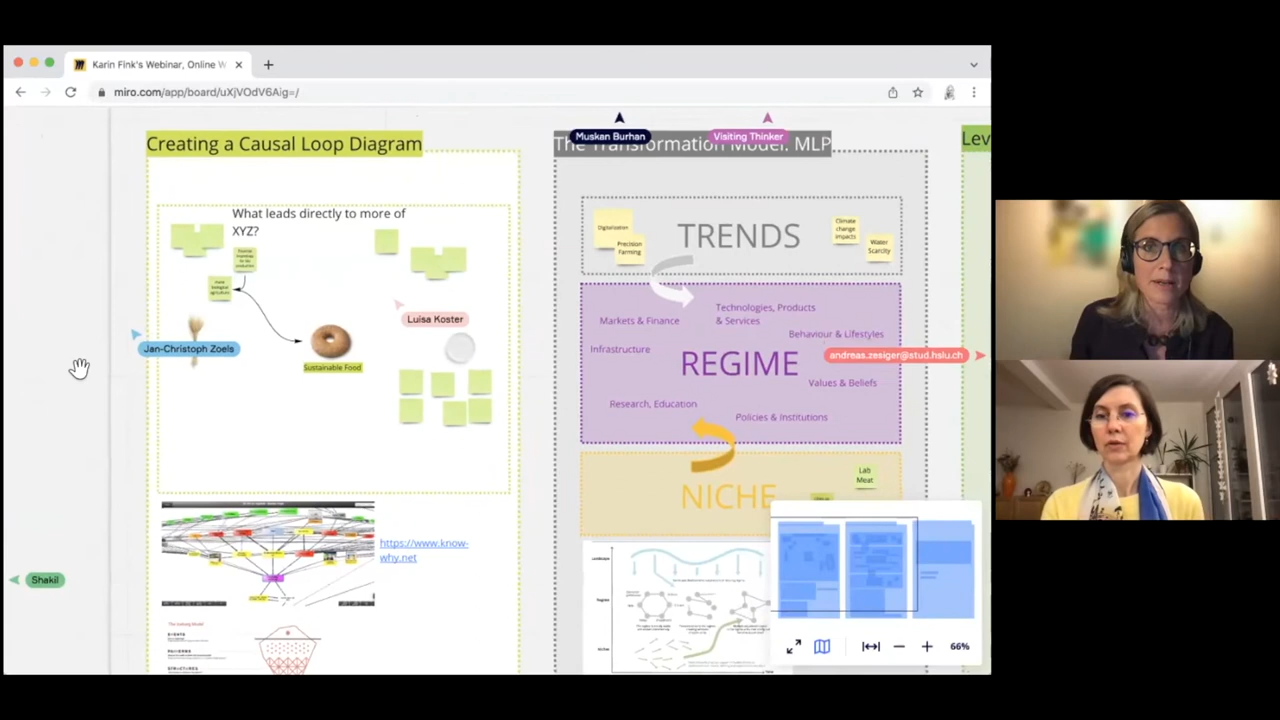 Karin Fink's Webinar, Online W
miro.com/app/board/uXjVOdV6Aig=/
Muskan Burhan
Visiting Thinker
Creating a Causal Loop Diagram
The Transformation Model: MLP
Lev
What leads directly to more of
XYZ?
Digitalization
Precision
Farming
TRENDS
Climate
change
impacts
Water
Scarcity
Luisa Koster
Jan-Christoph Zoels
Sustainable Food
Technologies, Products
& Services
Markets & Finance
Behaviour & Lifestyles
Infrastructure
REGIME
andreas.zesiger@stud.hslu.ch
Values & Beliefs
Research, Education
Policies & Institutions
NICHE
Lab
Meat
https://www.know-
why.net
Shakil
66%